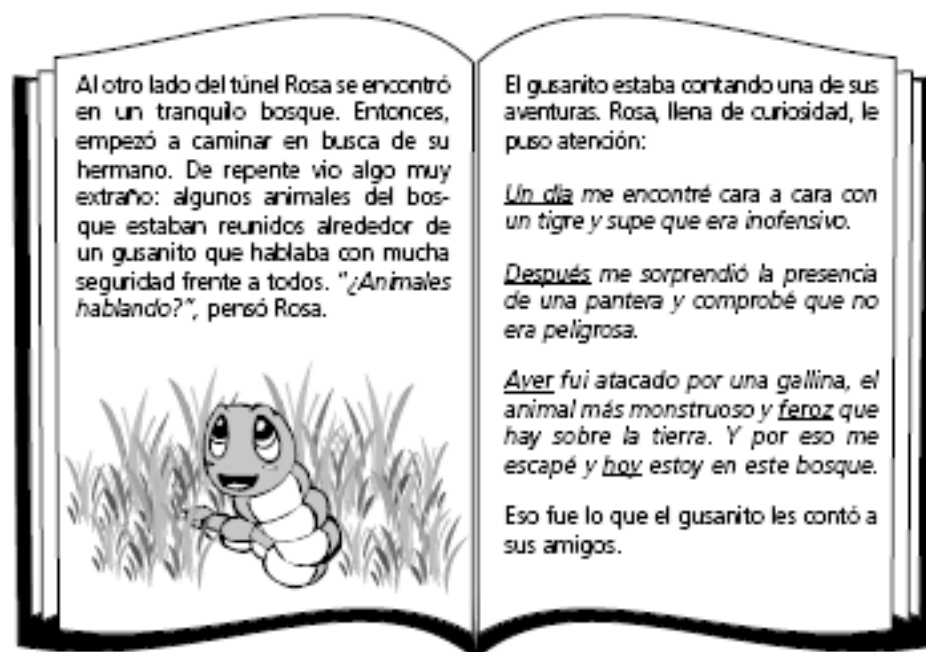 Al otro lado del túnel Rosa se encontró
en un tranquilo bosque. Entonces,
empezó a caminar en busca de su
hermano. De repente vio algo muy
extraño: algunos animales del bos-
que estaban reunidos alrededor de
un gusanito que hablaba con mucha
seguridad frente a todos. "¿Animales
hablando?", pensó Rosa.
El gusanito estaba contando una de sus
aventuras. Rosa, llena de curiosidad, le
puso atención:
Un día me encontré cara a cara con
un tigre y supe que era inofensivo.
Después me sorprendió la presencia
de una pantera y comprobé que no
era peligrosa.
Ayer fui atacado por una gallina, el
animal más monstruoso y feroz que
hay sobre la tierra. Y por eso me
escapé y hoy estoy en este bosque.
Eso fue lo que el gusanito les contó a
sus amigos.